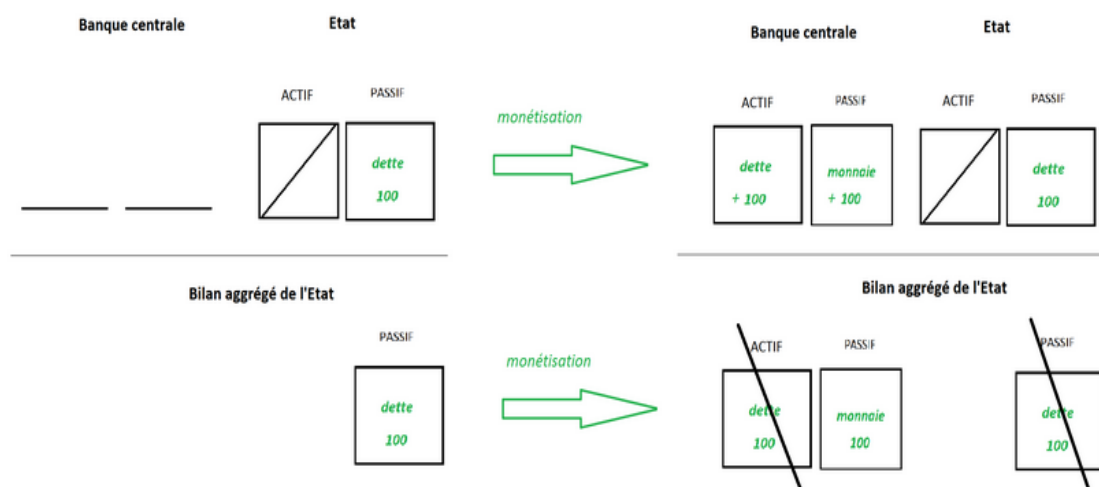 Banque centrale Etat
ACTIF PASSIF
dette
100
monétisation
Banque centrale Etat
ACTIF PASSIF ACTIF PASSIF
dette monnaie dette
+ 100 + 100 100
Bilan aggrégé de l'Etat
PASSIF
dette
100
monétisation
Bilan aggrégé de l'Etat
ACTIF PASSIF PASSIF
dette monnaie dette
100 100 100